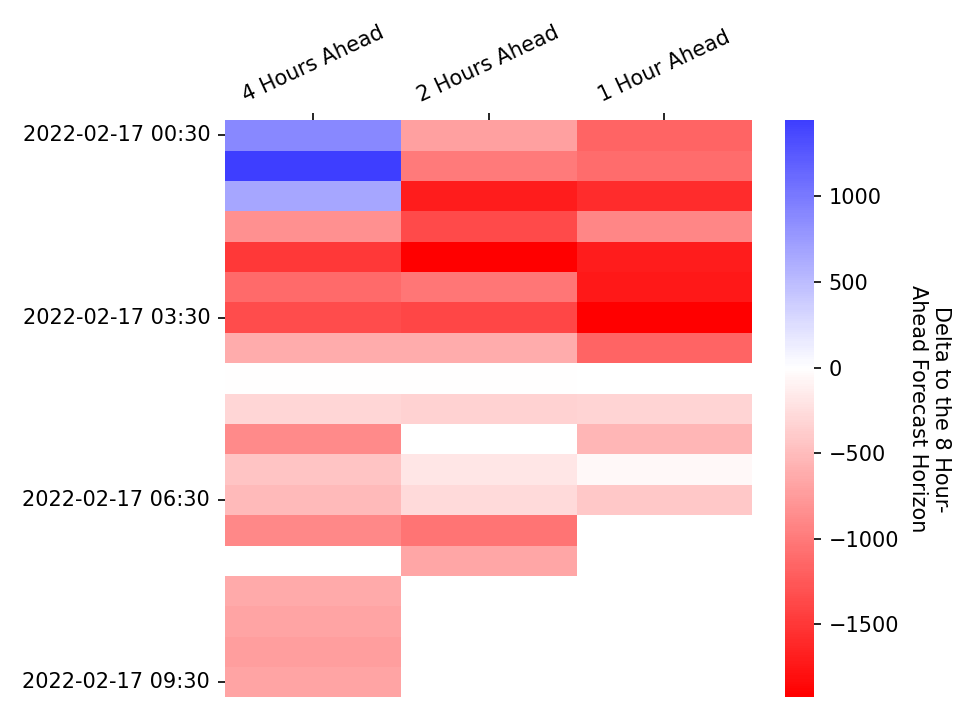 4 Hours Ahead
2 Hours Ahead
1 Hour Ahead
2022-02-17 00:30
2022-02-17 03:30
2022-02-17 06:30
2022-02-17 09:30
1000
500
0
−500
−1000
−1500
Delta to the 8 Hour-
Ahead Forecast Horizon